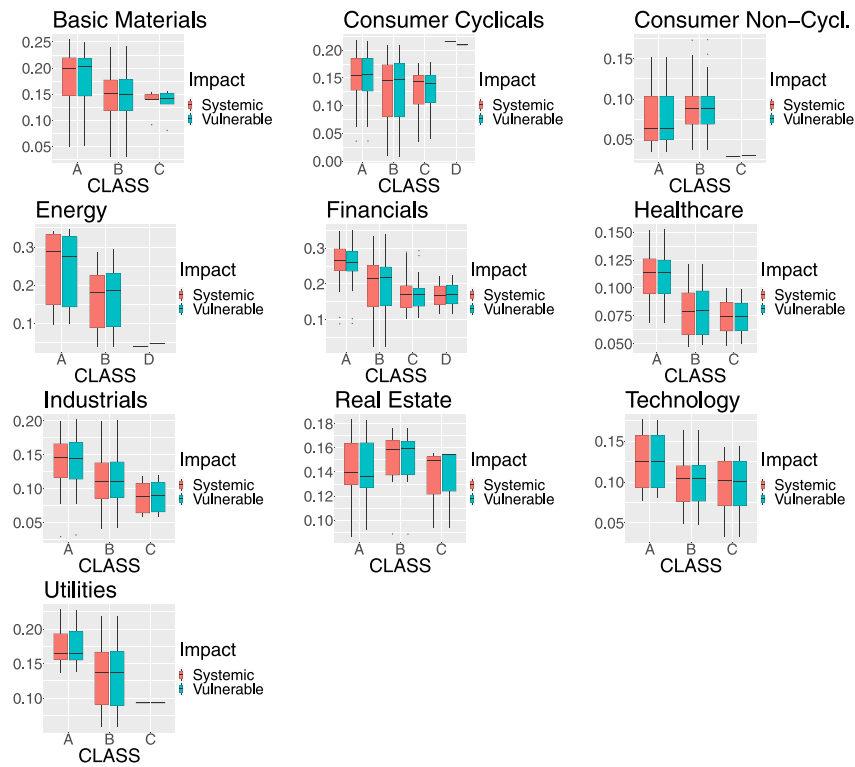 Basic Materials
0.25
0.20
0.15
0.10
0.05
A B C
CLASS
Impact
Systemic
Vulnerable
Consumer Cyclicals
0.20
0.15
0.10
0.05
0.00
A B C D
CLASS
Impact
Systemic
Vulnerable
Consumer Non−Cycl.
0.15
0.10
0.05
A B C
CLASS
Impact
Systemic
Vulnerable
Energy
0.3
0.2
0.1
A B D
CLASS
Impact
Systemic
Vulnerable
Financials
0.3
0.2
0.1
A B C D
CLASS
Impact
Systemic
Vulnerable
Healthcare
0.150
0.125
0.100
0.075
0.050
A B C
CLASS
Impact
Systemic
Vulnerable
Industrials
0.20
0.15
0.10
0.05
A B C
CLASS
Impact
Systemic
Vulnerable
Real Estate
0.18
0.16
0.14
0.12
0.10
A B C
CLASS
Impact
Systemic
Vulnerable
Technology
0.15
0.10
0.05
A B C
CLASS
Impact
Systemic
Vulnerable
Utilities
0.20
0.15
0.10
A B C
CLASS
Impact
Systemic
Vulnerable